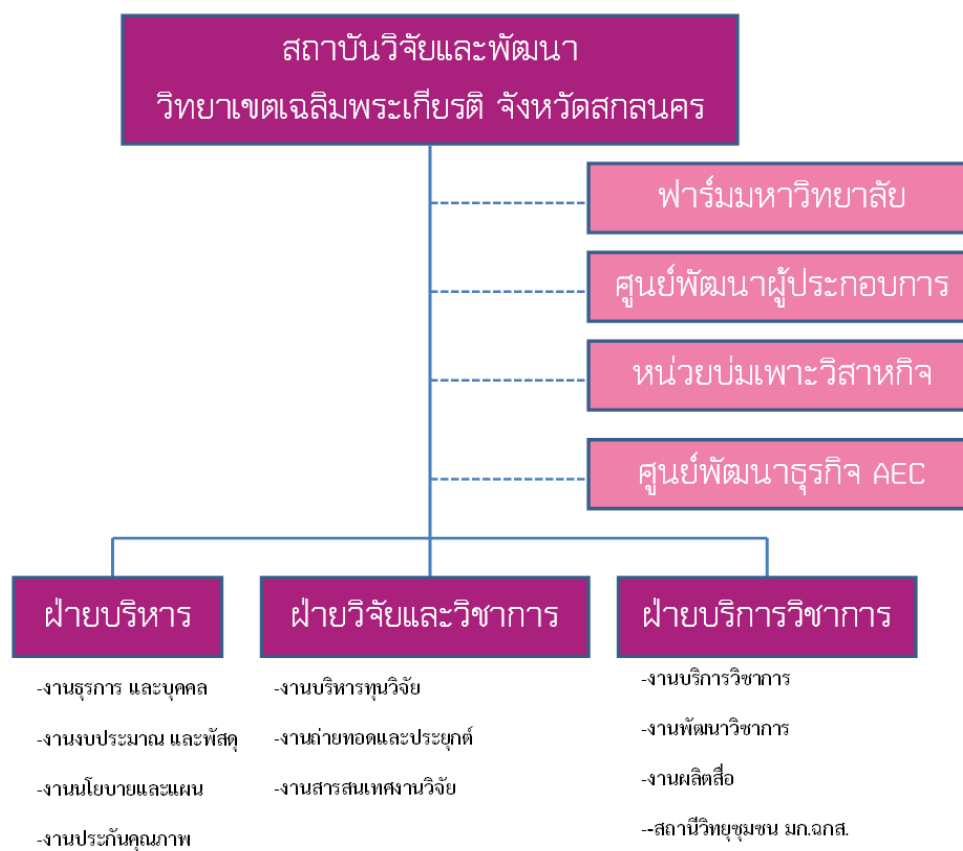 สถาบันวิจัยและพัฒนา
วิทยาเขตเฉลิมพระเกียรติ จังหวัดสกลนคร
ฟาร์มมหาวิทยาลัย
ศูนย์พัฒนาผู้ประกอบการ
หน่วยบ่มเพาะวิสาหกิจ
ศูนย์พัฒนาธุรกิจ AEC
ฝ่ายบริหาร
-งานธุรการ และบุคคล
-งานงบประมาณ และพัสดุ
-งานนโยบายและแผน
-งานประกันคุณภาพ
ฝ่ายวิจัยและวิชาการ
-งานบริหารทุนวิจัย
-งานถ่ายทอดและประยุกต์
-งานสารสนเทศงานวิจัย
ฝ่ายบริการวิชาการ
-งานบริการวิชาการ
-งานพัฒนาวิชาการ
-งานผลิตสื่อ
--สถานีวิทยุชุมชน มก.ฉกส.